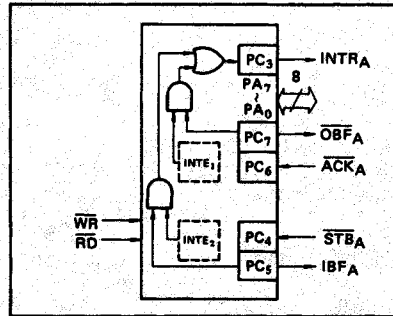 PC3
INTRA
PA7
~
PA0
8
PC7
OBFA
INTE1
PC6
ACKA
WR
RD
INTE2
PC4
STBA
PC5
IBFA